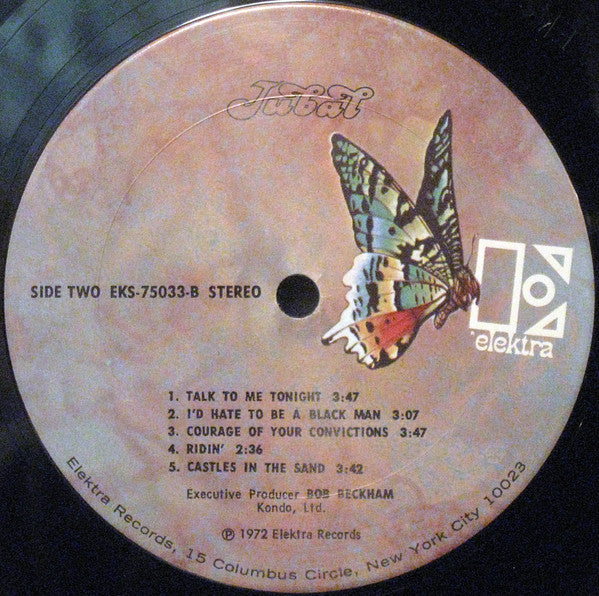 Jubal
SIDE TWO EKS-75033-B STEREO
elektra
1. TALK TO ME TONIGHT 3:47
2. I'D HATE TO BE A BLACK MAN 3:07
3. COURAGE OF YOUR CONVICTIONS 3:47
4. RIDIN' 2:36
5. CASTLES IN THE SAND 3:42
Executive Producer BOB BECKHAM
Kondo, Ltd.
℗ 1972 Elektra Records
Elektra Records, 15 Columbus Circle, New York City 10023